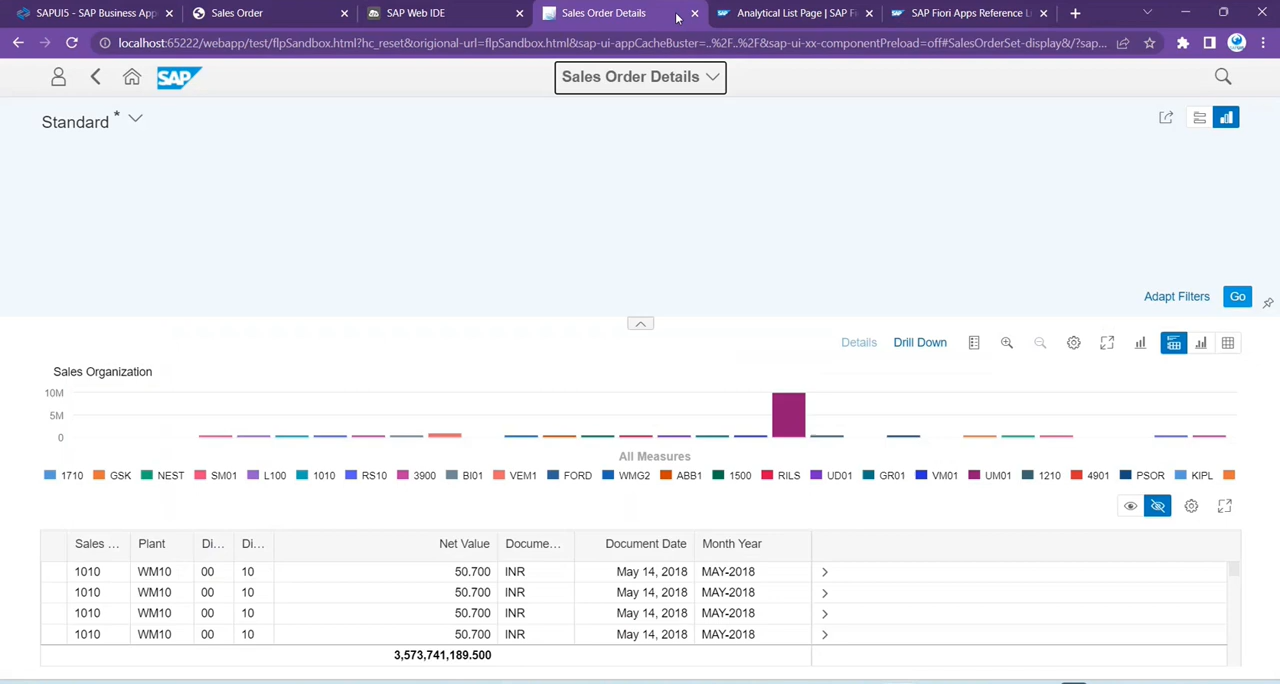 SAPUI5 - SAP Business App
Sales Order
SAP Web IDE
Sales Order Details
Analytical List Page | SAP Fi
SAP Fiori Apps Reference Li
localhost:65222/webapp/test/flpSandbox.html?hc_reset&origional-url=flpSandbox.html&sap-ui-appCacheBuster=..%2F..%2F&sap-ui-xx-componentPreload=off#SalesOrderSet-display&/?sap...
SAP
Sales Order Details
Standard *
Adapt Filters
Go
Details
Drill Down
Sales Organization
10M
5M
0
All Measures
1710 GSK NEST SM01 L100 1010 RS10 3900 BI01 VEM1 FORD WMG2 ABB1 1500 RILS UD01 GR01 VM01 UM01 1210 4901 PSOR KIPL
Sales ... Plant Di... Di... Net Value Docume... Document Date Month Year
1010 WM10 00 10 50.700 INR May 14, 2018 MAY-2018
1010 WM10 00 10 50.700 INR May 14, 2018 MAY-2018
1010 WM10 00 10 50.700 INR May 14, 2018 MAY-2018
1010 WM10 00 10 50.700 INR May 14, 2018 MAY-2018
3,573,741,189.500